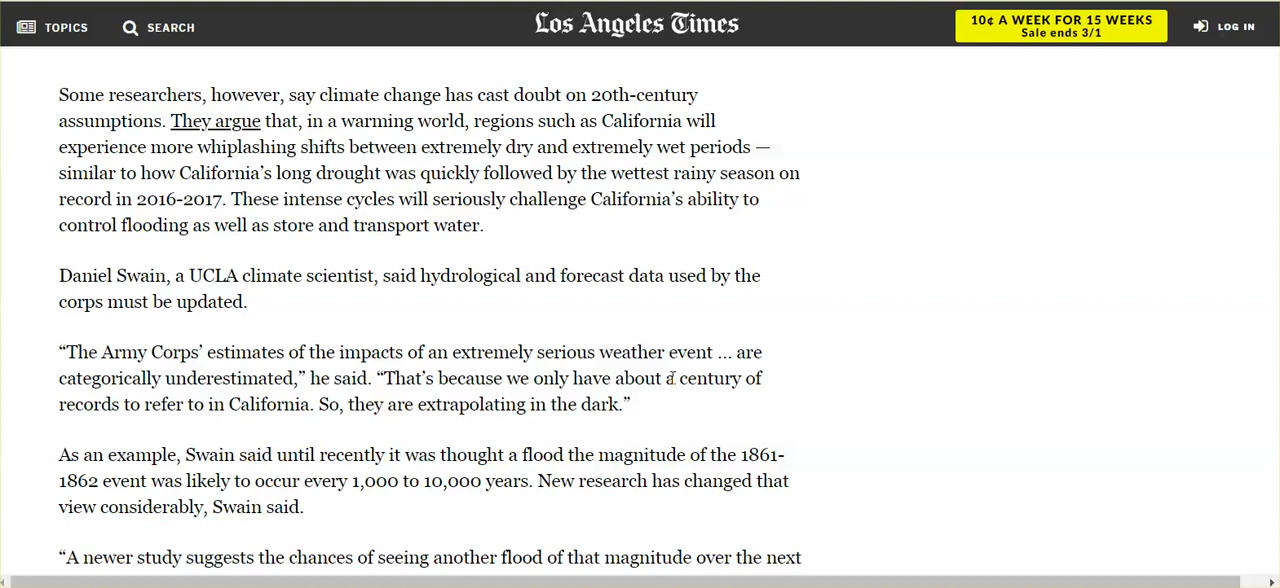 TOPICS SEARCH Los Angeles Times 10¢ A WEEK FOR 15 WEEKS LOG IN
Sale ends 3/1
Some researchers, however, say climate change has cast doubt on 20th-century
assumptions. They argue that, in a warming world, regions such as California will
experience more whiplashing shifts between extremely dry and extremely wet periods —
similar to how California’s long drought was quickly followed by the wettest rainy season on
record in 2016-2017. These intense cycles will seriously challenge California’s ability to
control flooding as well as store and transport water.
Daniel Swain, a UCLA climate scientist, said hydrological and forecast data used by the
corps must be updated.
“The Army Corps’ estimates of the impacts of an extremely serious weather event ... are
categorically underestimated,” he said. “That’s because we only have about a century of
records to refer to in California. So, they are extrapolating in the dark.”
As an example, Swain said until recently it was thought a flood the magnitude of the 1861-
1862 event was likely to occur every 1,000 to 10,000 years. New research has changed that
view considerably, Swain said.
“A newer study suggests the chances of seeing another flood of that magnitude over the next